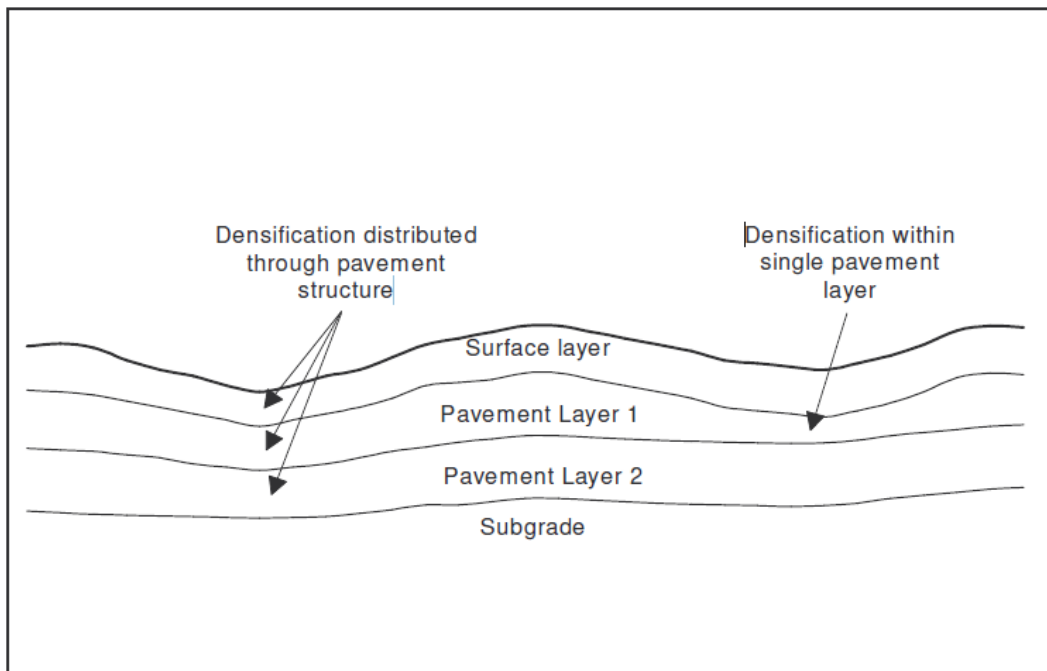 Densification distributed
through pavement
structure
Densification within
single pavement
layer
Surface layer
Pavement Layer 1
Pavement Layer 2
Subgrade